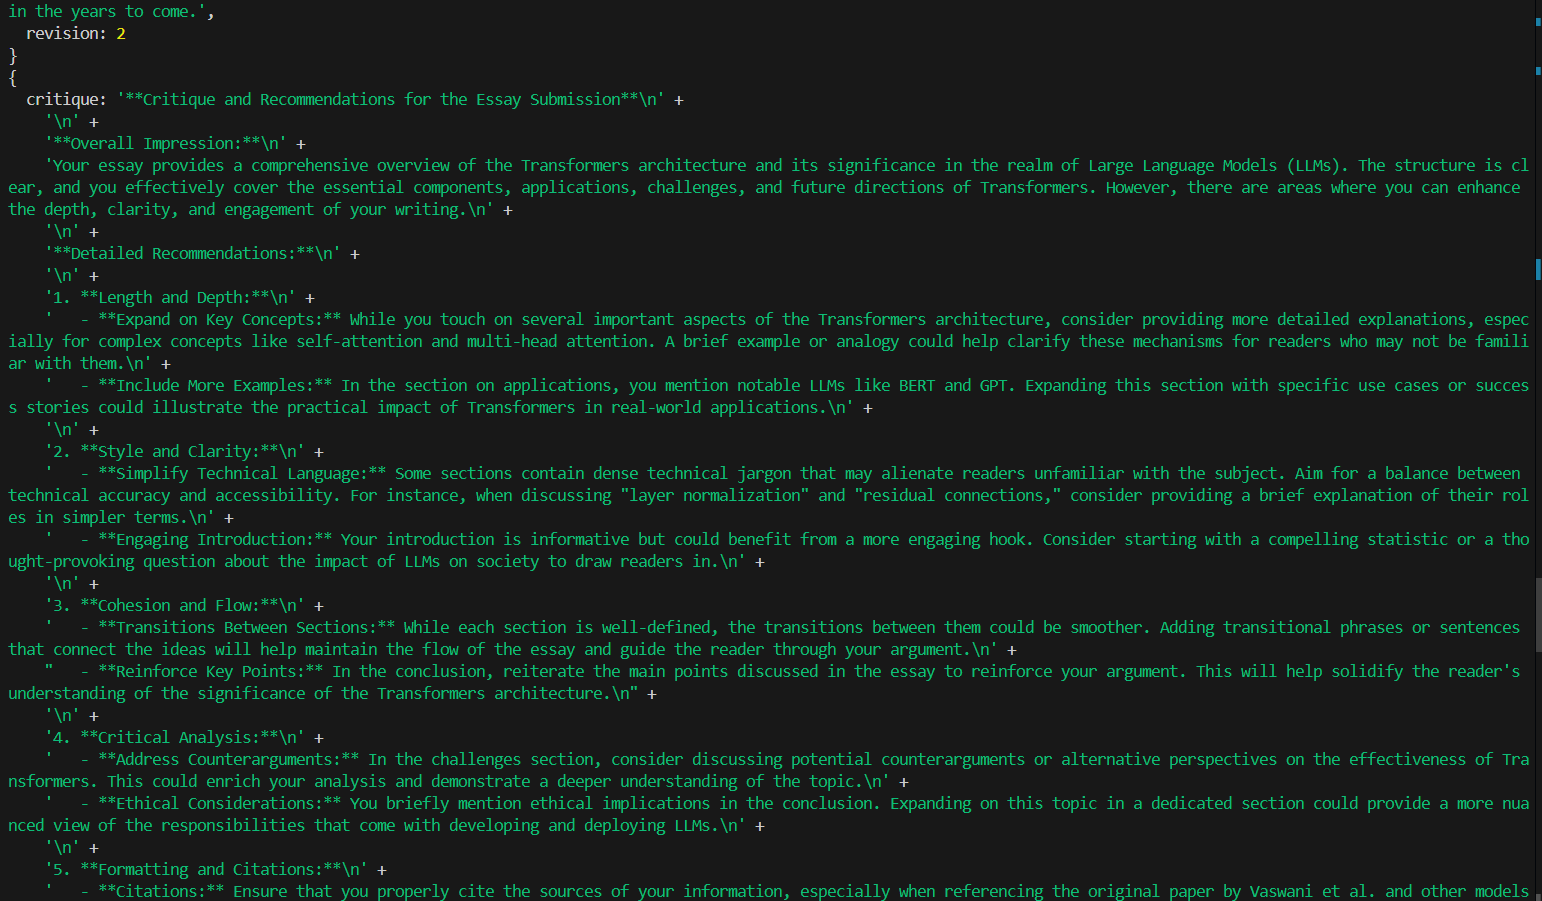 in the years to come.',
  revision: 2
}
{
  critique: '**Critique and Recommendations for the Essay Submission**\n' +
    '\n' +
    '**Overall Impression:**\n' +
    'Your essay provides a comprehensive overview of the Transformers architecture and its significance in the realm of Large Language Models (LLMs). The structure is cl
ear, and you effectively cover the essential components, applications, challenges, and future directions of Transformers. However, there are areas where you can enhance
the depth, clarity, and engagement of your writing.\n' +
    '\n' +
    '**Detailed Recommendations:**\n' +
    '\n' +
    '1. **Length and Depth:**\n' +
    '   - **Expand on Key Concepts:** While you touch on several important aspects of the Transformers architecture, consider providing more detailed explanations, espec
ially for complex concepts like self-attention and multi-head attention. A brief example or analogy could help clarify these mechanisms for readers who may not be famili
ar with them.\n' +
    '   - **Include More Examples:** In the section on applications, you mention notable LLMs like BERT and GPT. Expanding this section with specific use cases or succes
s stories could illustrate the practical impact of Transformers in real-world applications.\n' +
    '\n' +
    '2. **Style and Clarity:**\n' +
    '   - **Simplify Technical Language:** Some sections contain dense technical jargon that may alienate readers unfamiliar with the subject. Aim for a balance between
technical accuracy and accessibility. For instance, when discussing "layer normalization" and "residual connections," consider providing a brief explanation of their rol
es in simpler terms.\n' +
    '   - **Engaging Introduction:** Your introduction is informative but could benefit from a more engaging hook. Consider starting with a compelling statistic or a tho
ught-provoking question about the impact of LLMs on society to draw readers in.\n' +
    '\n' +
    '3. **Cohesion and Flow:**\n' +
    '   - **Transitions Between Sections:** While each section is well-defined, the transitions between them could be smoother. Adding transitional phrases or sentences
that connect the ideas will help maintain the flow of the essay and guide the reader through your argument.\n' +
    "   - **Reinforce Key Points:** In the conclusion, reiterate the main points discussed in the essay to reinforce your argument. This will help solidify the reader's
understanding of the significance of the Transformers architecture.\n" +
    '\n' +
    '4. **Critical Analysis:**\n' +
    '   - **Address Counterarguments:** In the challenges section, consider discussing potential counterarguments or alternative perspectives on the effectiveness of Tra
nsformers. This could enrich your analysis and demonstrate a deeper understanding of the topic.\n' +
    '   - **Ethical Considerations:** You briefly mention ethical implications in the conclusion. Expanding on this topic in a dedicated section could provide a more nua
nced view of the responsibilities that come with developing and deploying LLMs.\n' +
    '\n' +
    '5. **Formatting and Citations:**\n' +
    '   - **Citations:** Ensure that you properly cite the sources of your information, especially when referencing the original paper by Vaswani et al. and other models